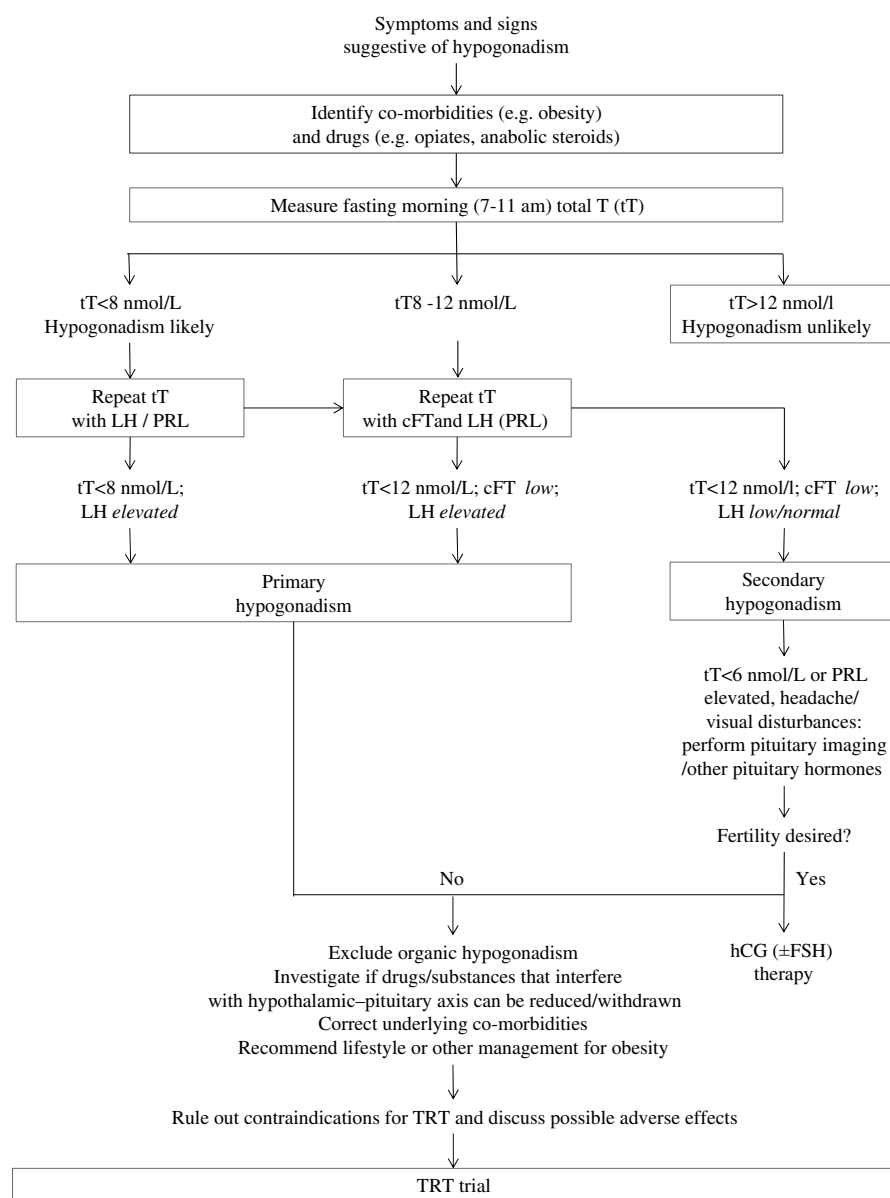 Symptoms and signs
suggestive of hypogonadism
Identify co-morbidities (e.g. obesity)
and drugs (e.g. opiates, anabolic steroids)
Measure fasting morning (7-11 am) total T (tT)
tT<8 nmol/L
Hypogonadism likely
tT8 -12 nmol/L
tT>12 nmol/l
Hypogonadism unlikely
Repeat tT
with LH / PRL
Repeat tT
with cFTand LH (PRL)
tT<8 nmol/L;
LH elevated
tT<12 nmol/L; cFT low;
LH elevated
tT<12 nmol/l; cFT low;
LH low/normal
Primary
hypogonadism
Secondary
hypogonadism
tT<6 nmol/L or PRL
elevated, headache/
visual disturbances:
perform pituitary imaging
/other pituitary hormones
Fertility desired?
No
Yes
Exclude organic hypogonadism
Investigate if drugs/substances that interfere
with hypothalamic–pituitary axis can be reduced/withdrawn
Correct underlying co-morbidities
Recommend lifestyle or other management for obesity
hCG (±FSH)
therapy
Rule out contraindications for TRT and discuss possible adverse effects
TRT trial